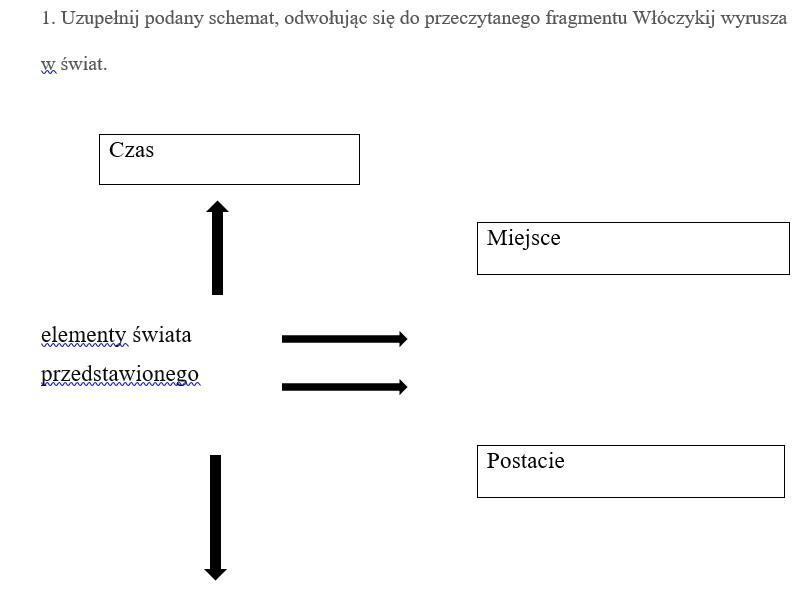 1. Uzupełnij podany schemat, odwołując się do przeczytanego fragmentu Włóczykij wyrusza
w świat.
Czas
Miejsce
elementy świata
przedstawionego
Postacie